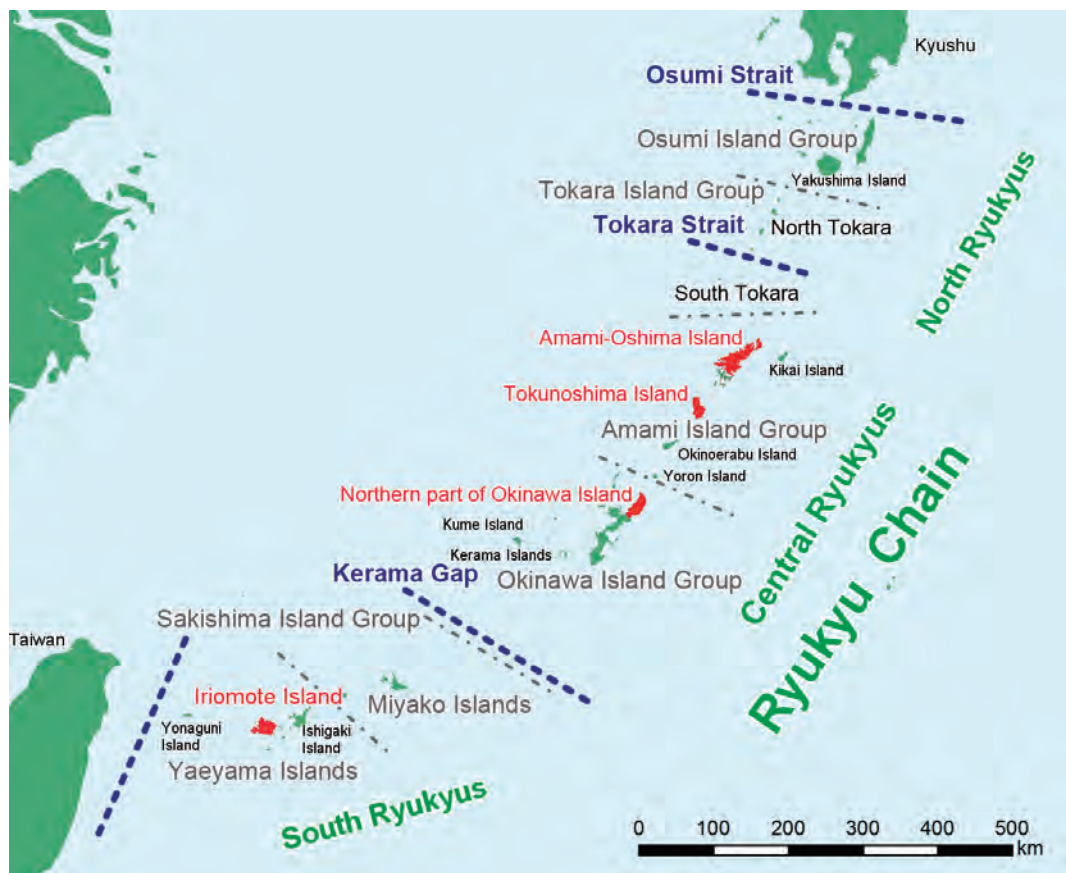 Kyushu
Osumi Strait
Osumi Island Group
Yakushima Island
Tokara Island Group
North Tokara
Tokara Strait
North Ryukyus
South Tokara
Amami-Oshima Island
Kikai Island
Tokunoshima Island
Amami Island Group
Okinoerabu Island
Yoron Island
Northern part of Okinawa Island
Kume Island
Kerama Islands
Okinawa Island Group
Central Ryukyus
Ryukyu Chain
Kerama Gap
Sakishima Island Group
Taiwan
Iriomote Island
Miyako Islands
Yonaguni
Island
Ishigaki
Island
Yaeyama Islands
South Ryukyus
0 100 200 300 400 500
km